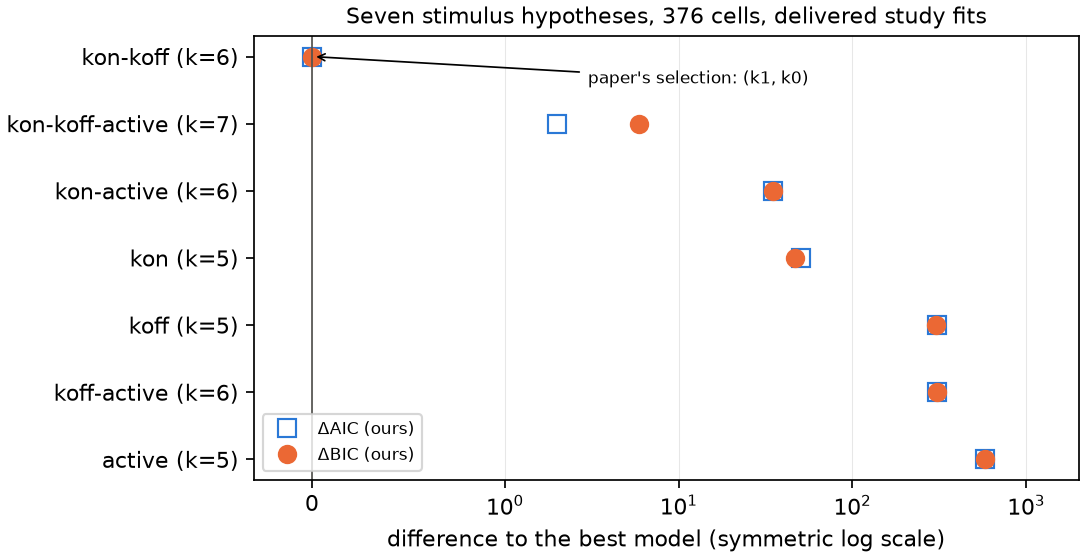 Seven stimulus hypotheses, 376 cells, delivered study fits
kon-koff (k=6)
paper's selection: (k1, k0)
kon-koff-active (k=7)
kon-active (k=6)
kon (k=5)
koff (k=5)
koff-active (k=6)
active (k=5)
ΔAIC (ours)
ΔBIC (ours)
0 10⁰ 10¹ 10² 10³
difference to the best model (symmetric log scale)